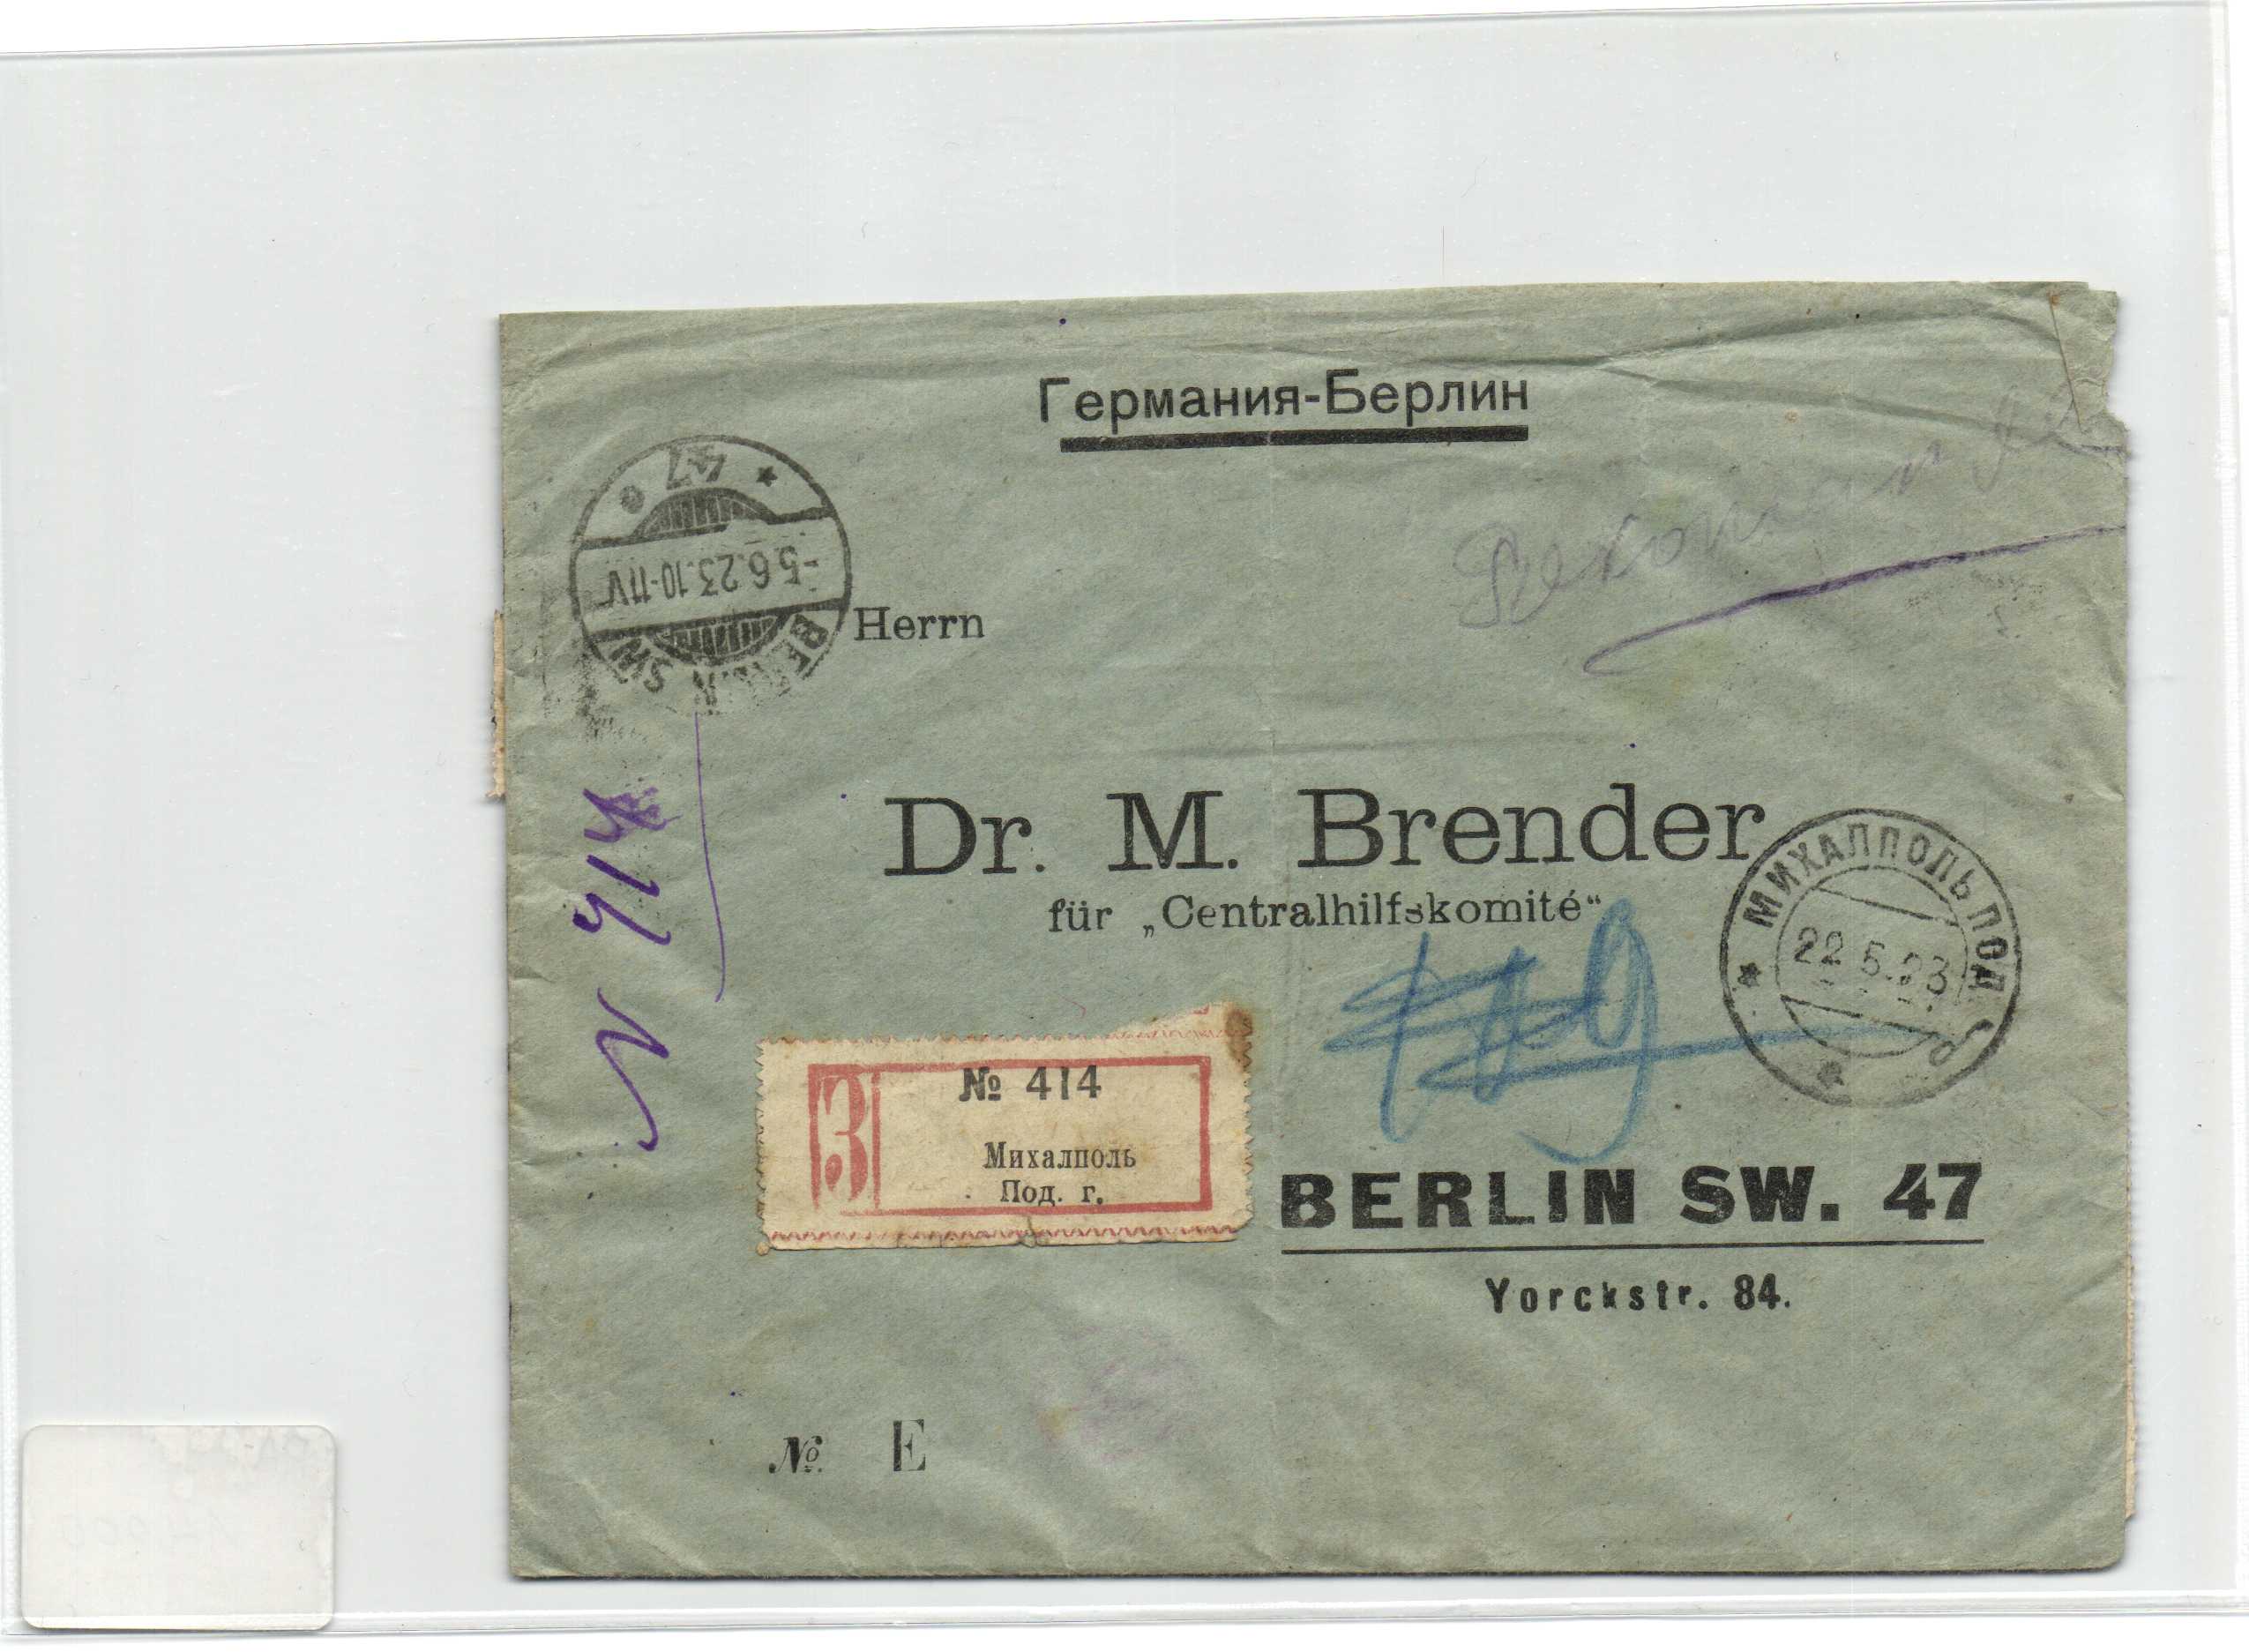 Германия-Берлин
47
-5.6.23.10-11V
BERLIN SW
Herrn
N 414
Dr. M. Brender
für „Centralhilfskomité“
МИХАЛПОЛЬ ПОД
22 5.23
З
№ 414
Михалполь
Под. г.
BERLIN SW. 47
Yorckstr. 84.
№ E